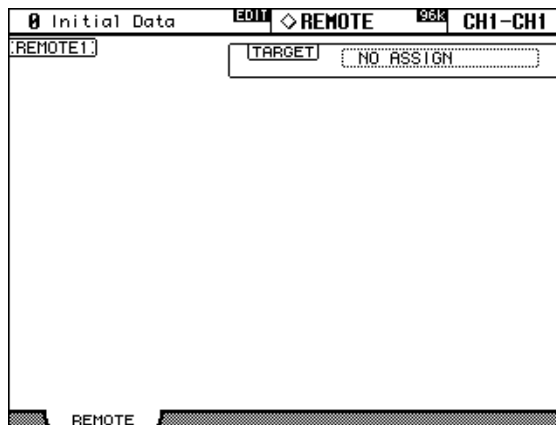 0 Initial Data EDIT ◇REMOTE 96k CH1-CH1
REMOTE1
TARGET NO ASSIGN
REMOTE